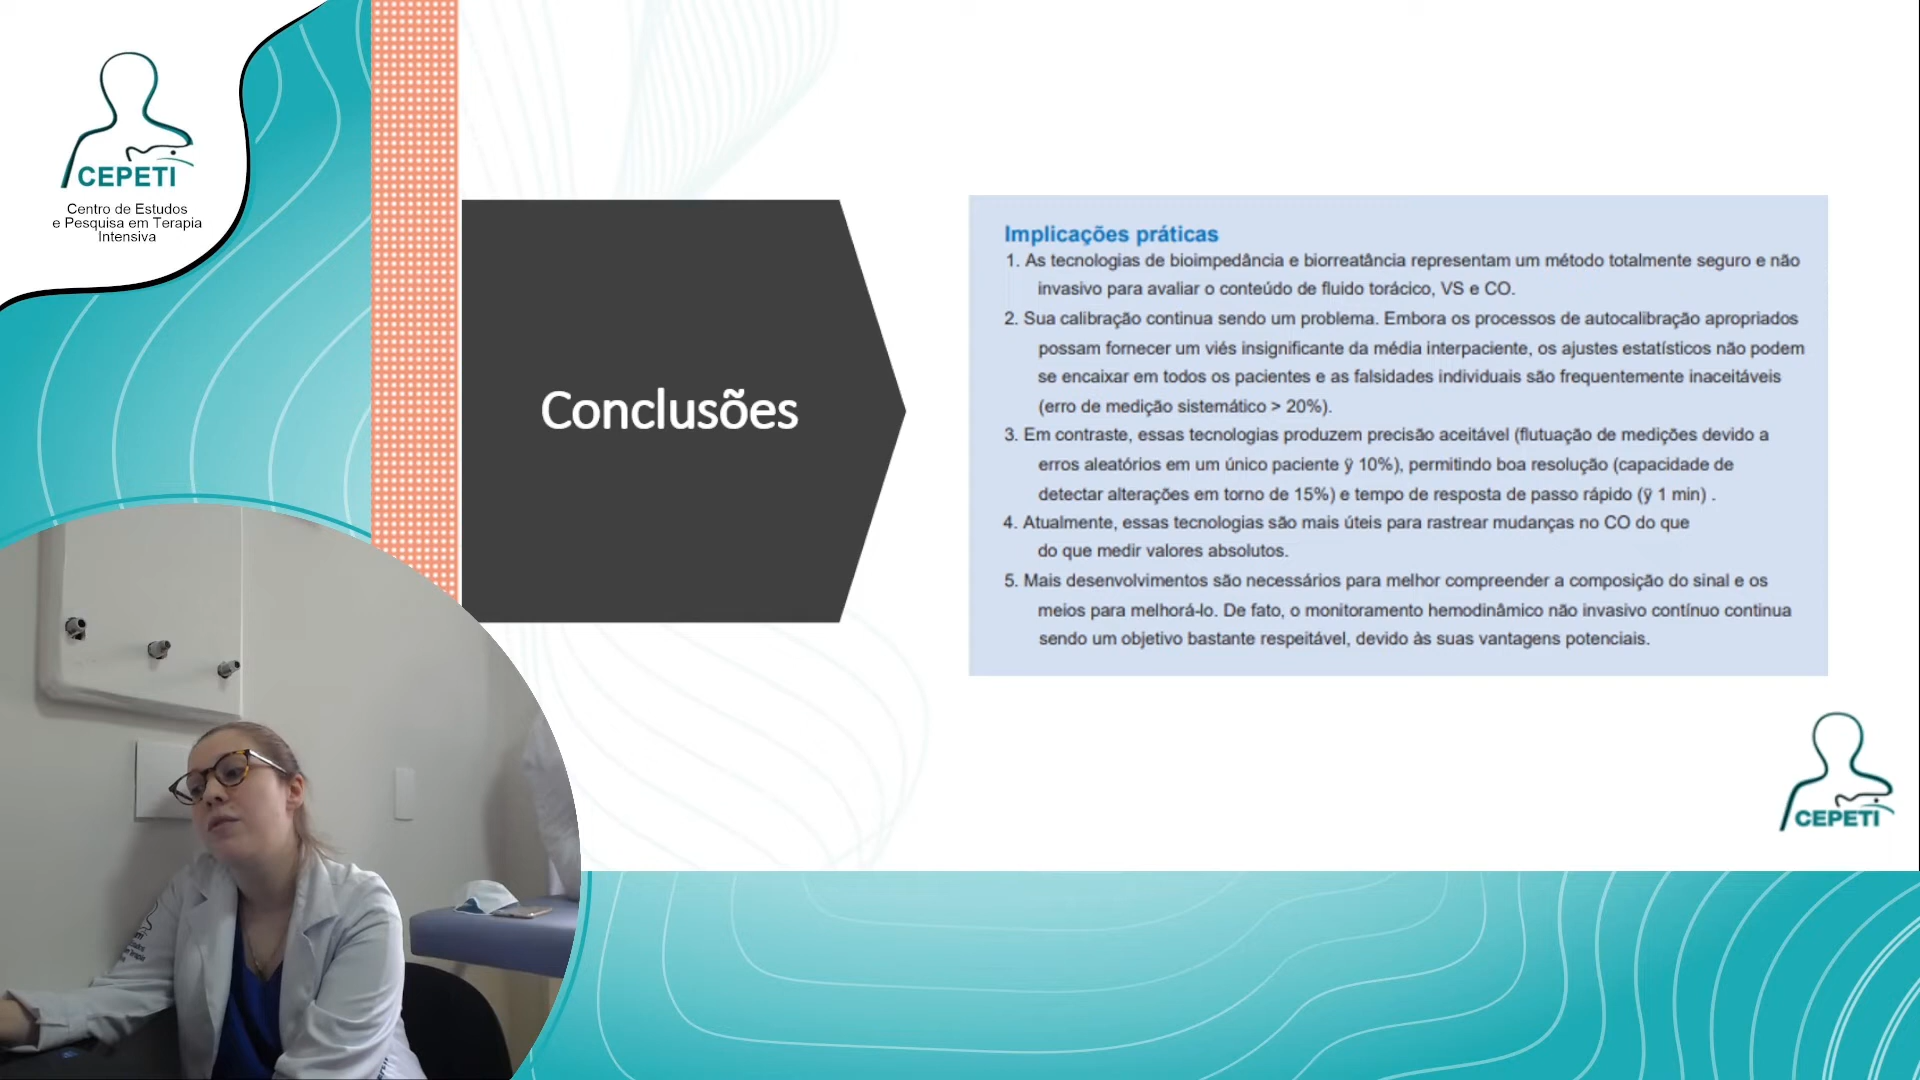 CEPETI
Centro de Estudos
e Pesquisa em Terapia
Intensiva
Conclusões
Implicações práticas
1. As tecnologias de bioimpedância e biorreatância representam um método totalmente seguro e não
invasivo para avaliar o conteúdo de fluido torácico, VS e CO.
2. Sua calibração continua sendo um problema. Embora os processos de autocalibração apropriados
possam fornecer um viés insignificante da média interpaciente, os ajustes estatísticos não podem
se encaixar em todos os pacientes e as falsidades individuais são frequentemente inaceitáveis
(erro de medição sistemático > 20%).
3. Em contraste, essas tecnologias produzem precisão aceitável (flutuação de medições devido a
erros aleatórios em um único paciente ÿ 10%), permitindo boa resolução (capacidade de
detectar alterações em torno de 15%) e tempo de resposta de passo rápido (ÿ 1 min) .
4. Atualmente, essas tecnologias são mais úteis para rastrear mudanças no CO do que
do que medir valores absolutos.
5. Mais desenvolvimentos são necessários para melhor compreender a composição do sinal e os
meios para melhorá-lo. De fato, o monitoramento hemodinâmico não invasivo contínuo continua
sendo um objetivo bastante respeitável, devido às suas vantagens potenciais.
CEPETI